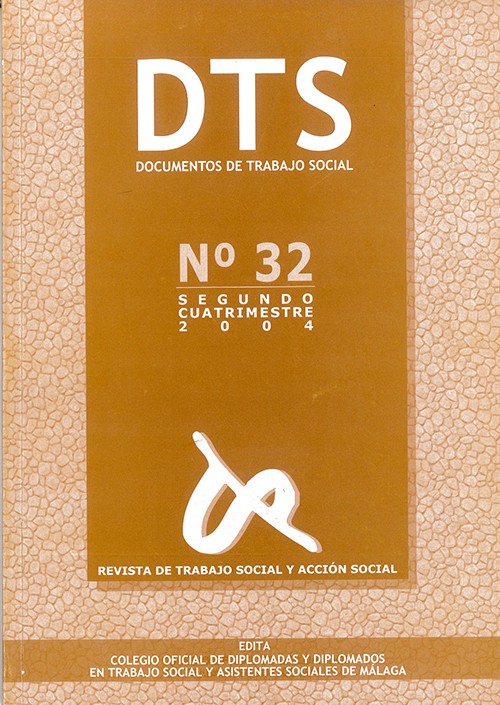 DTS
DOCUMENTOS DE TRABAJO SOCIAL
Nº 32
SEGUNDO
CUATRIMESTRE
2004
REVISTA DE TRABAJO SOCIAL Y ACCIÓN SOCIAL
EDITA
COLEGIO OFICIAL DE DIPLOMADAS Y DIPLOMADOS
EN TRABAJO SOCIAL Y ASISTENTES SOCIALES DE MÁLAGA